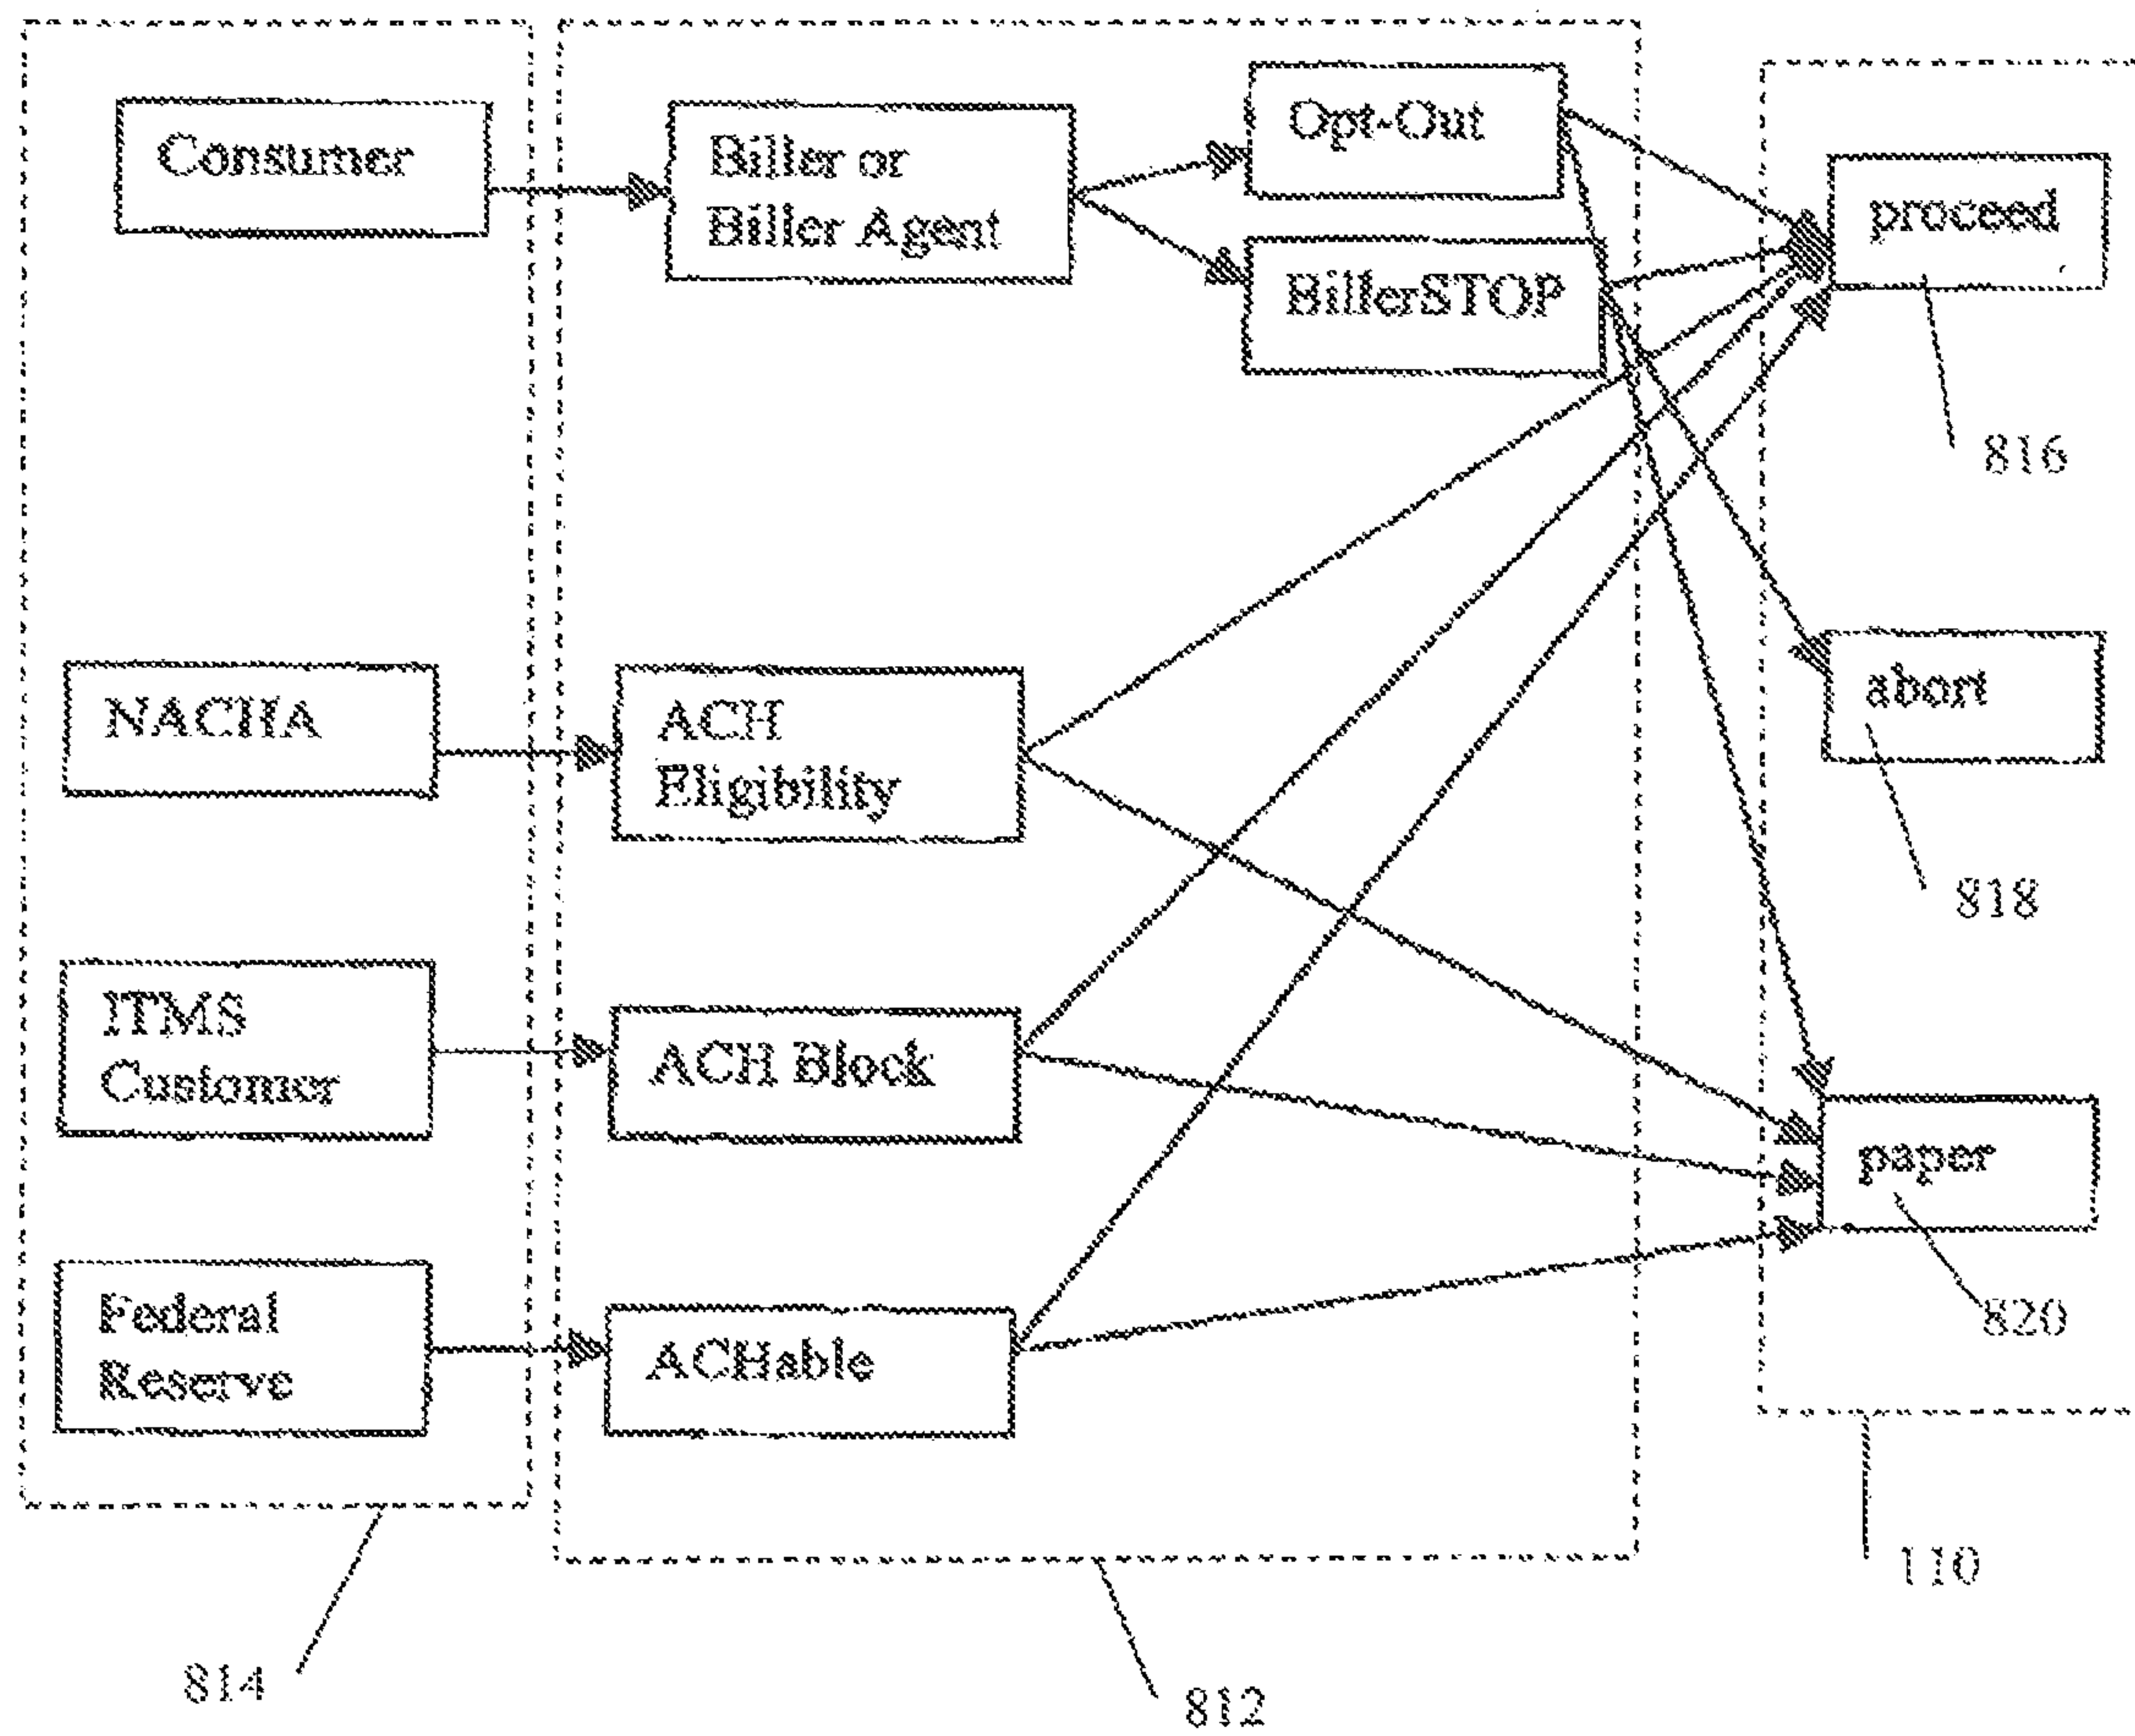 Consumer
Biller or
Biller Agent
Opt-Out
BillerSTOP
proceed
816
NACHA
ACH
Eligibility
abort
818
ITMS
Customer
ACH Block
paper
820
Federal
Reserve
ACHable
110
814
812